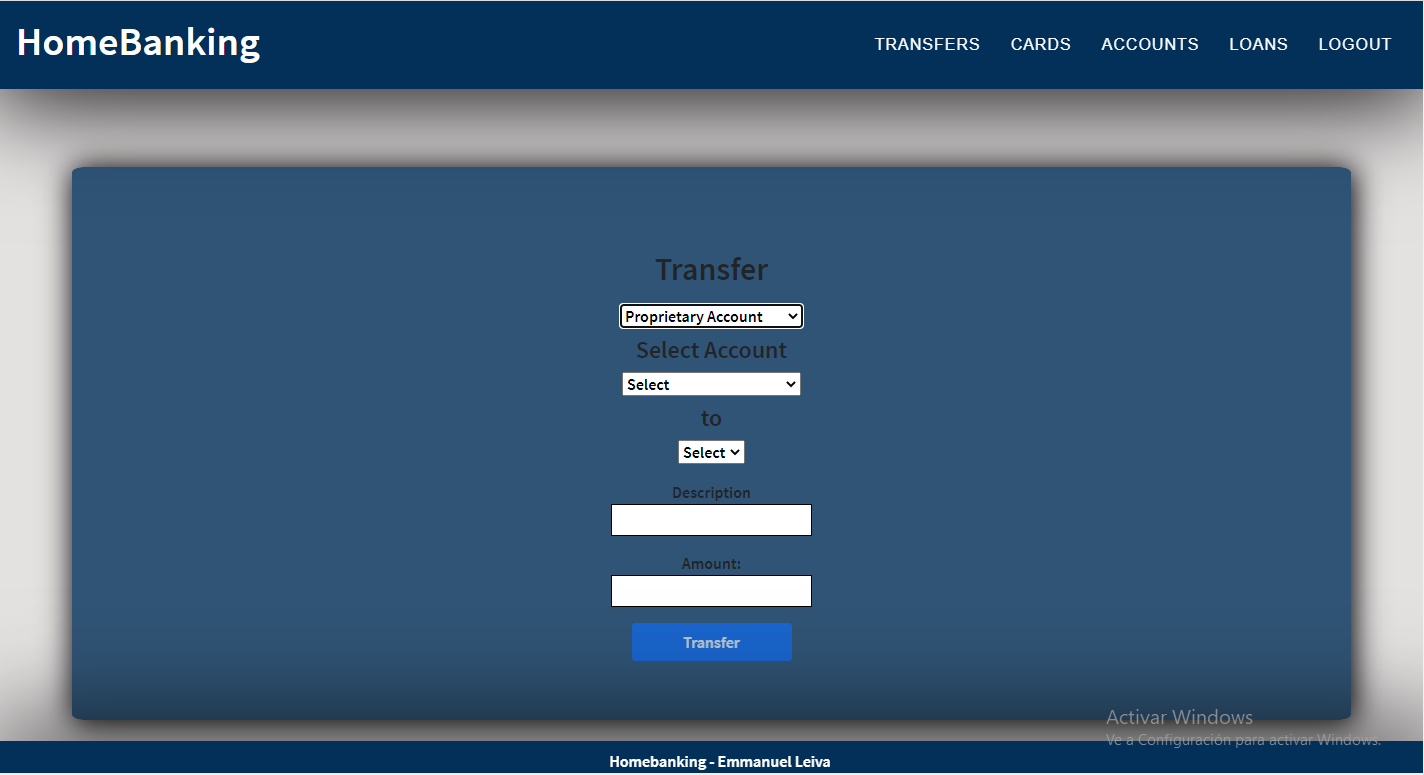 HomeBanking
TRANSFERS CARDS ACCOUNTS LOANS LOGOUT
Transfer
Proprietary Account
Select Account
Select
to
Select
Description
Amount:
Transfer
Activar Windows
Ve a Configuración para activar Windows.
Homebanking - Emmanuel Leiva